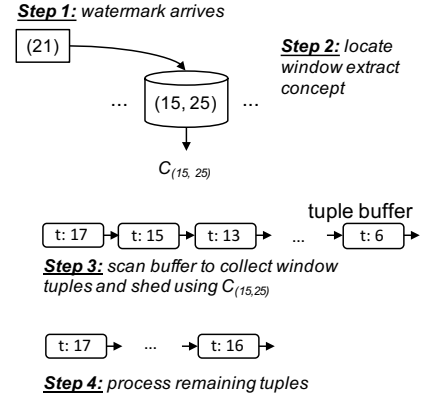 Step 1: watermark arrives
(21)
Step 2: locate
window extract
concept
... (15, 25) ...
C(15, 25)
tuple buffer
t: 17 t: 15 t: 13 ... t: 6
Step 3: scan buffer to collect window
tuples and shed using C(15,25)
t: 17 ... t: 16
Step 4: process remaining tuples